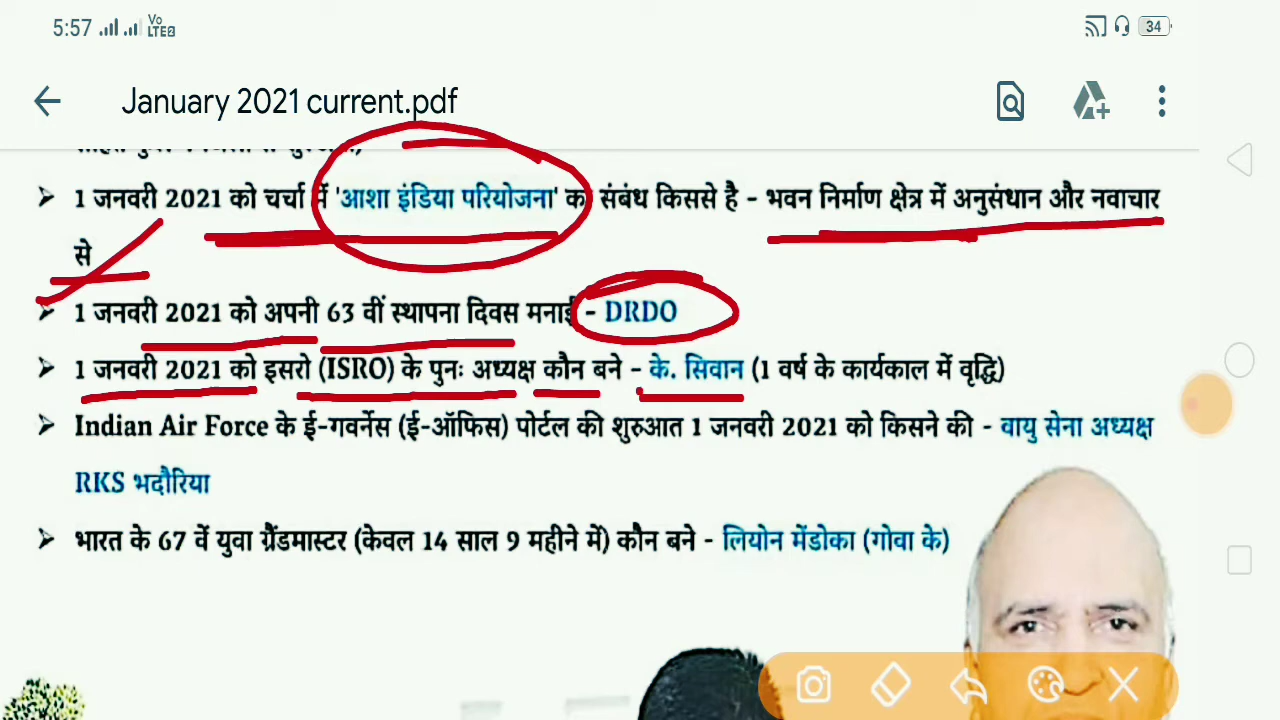 5:57 Vo LTE2 34
January 2021 current.pdf
1 जनवरी 2021 को चर्चा में 'आशा इंडिया परियोजना' का संबंध किससे है - भवन निर्माण क्षेत्र में अनुसंधान और नवाचार
से
1 जनवरी 2021 को अपनी 63 वीं स्थापना दिवस मनाई - DRDO
1 जनवरी 2021 को इसरो (ISRO) के पुनः अध्यक्ष कौन बने - के. सिवान (1 वर्ष के कार्यकाल में वृद्धि)
Indian Air Force के ई-गवर्नेस (ई-ऑफिस) पोर्टल की शुरुआत 1 जनवरी 2021 को किसने की - वायु सेना अध्यक्ष
RKS भदौरिया
भारत के 67 वें युवा ग्रैंडमास्टर (केवल 14 साल 9 महीने में) कौन बने - लियोन मेंडोका (गोवा के)